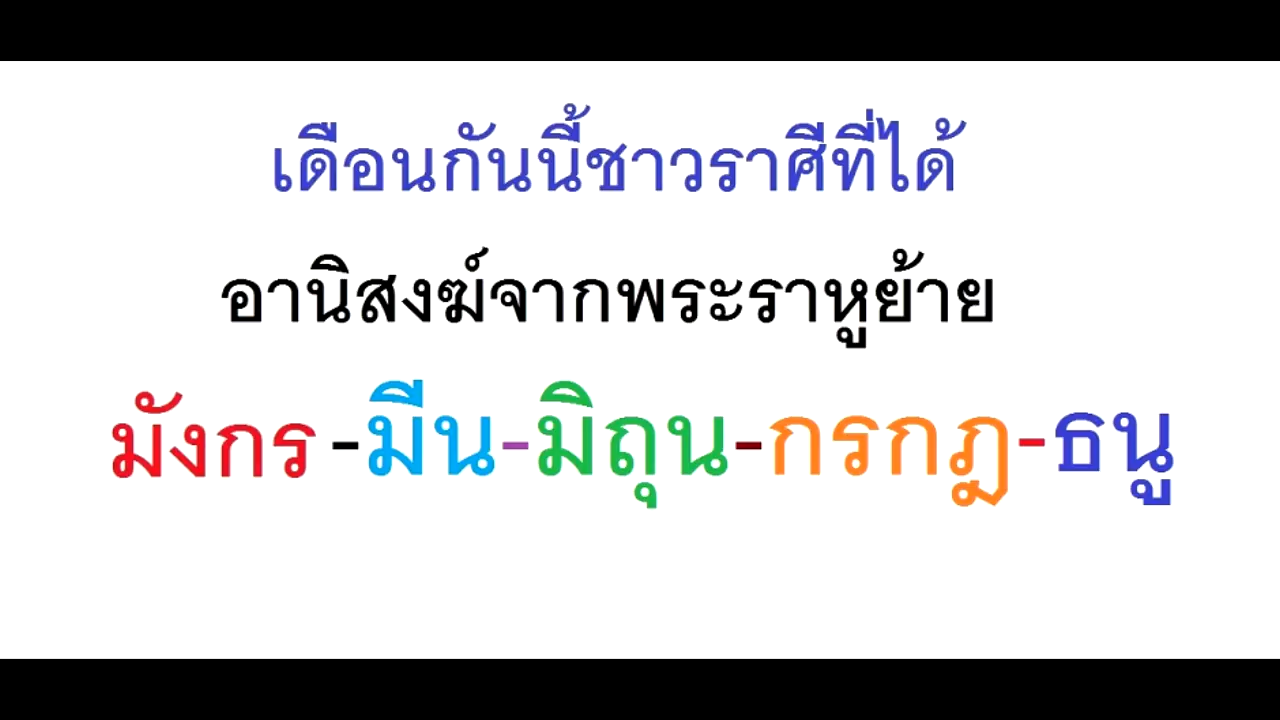 เดือนกันนี้ชาวราศีที่ได้
อานิสงฆ์จากพระราหูย้าย
มังกร-มีน-มิถุน-กรกฎ-ธนู